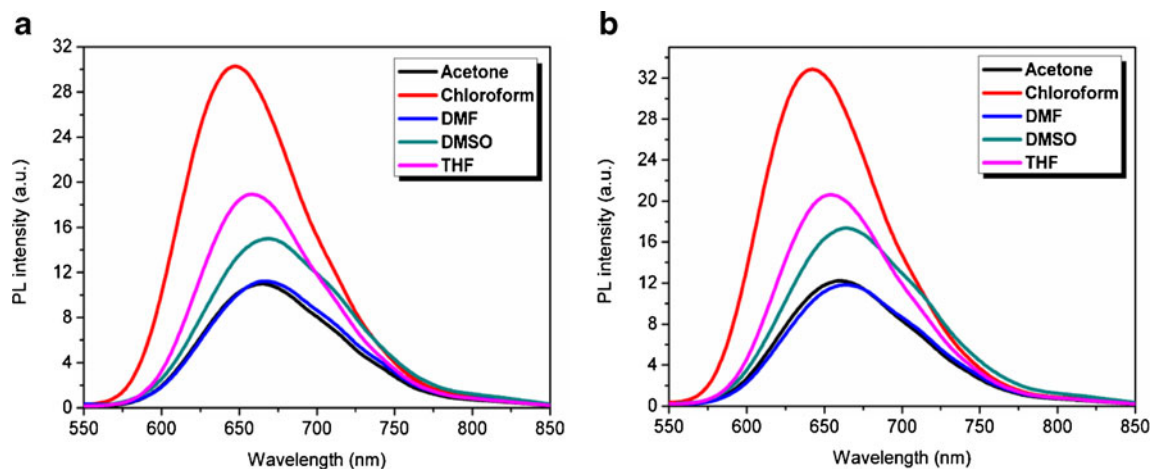 a
32
28
24
20
16
12
8
4
0
PL intensity (a.u.)
Acetone
Chloroform
DMF
DMSO
THF
550 600 650 700 750 800 850
Wavelength (nm)
b
32
28
24
20
16
12
8
4
0
PL intensity (a.u.)
Acetone
Chloroform
DMF
DMSO
THF
550 600 650 700 750 800 850
Wavelength (nm)